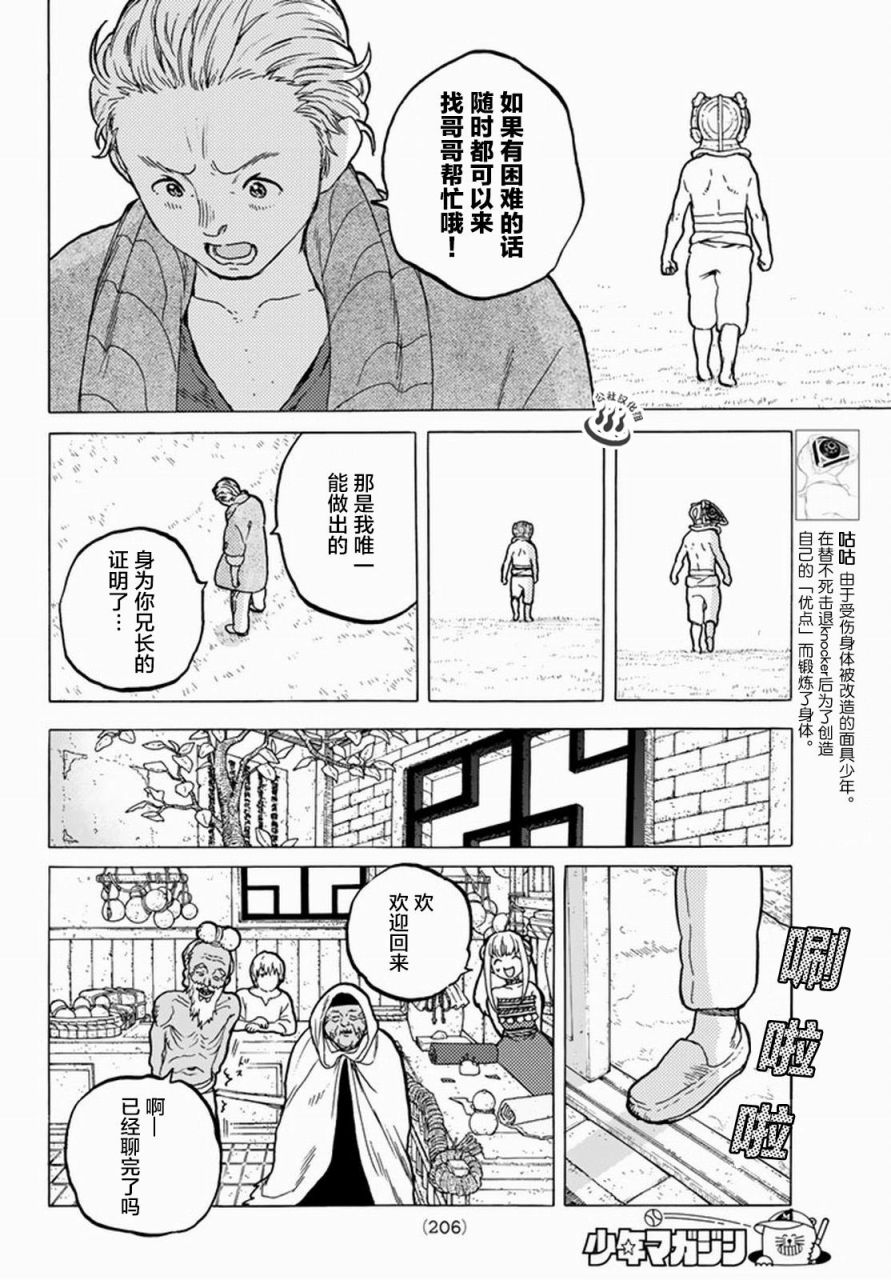 如果有困难的话
随时都可以来
找哥哥帮忙哦！
公社汉化组
咕咕 由于受伤身体被改造的面具少年。
在替不死击退knocker后为了创造
自己的「优点」而锻炼了身体。
那是我唯一
能做出的
身为你兄长的
证明了…
唰啦啦
欢
欢迎回来
啊—
已经聊完了吗
(206)
少年マガジン